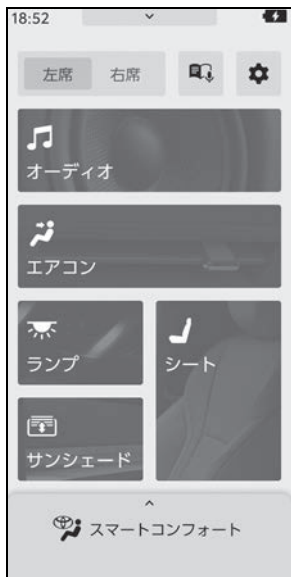 18:52
左席 右席
オーディオ
エアコン
ランプ
シート
サンシェード
スマートコンフォート